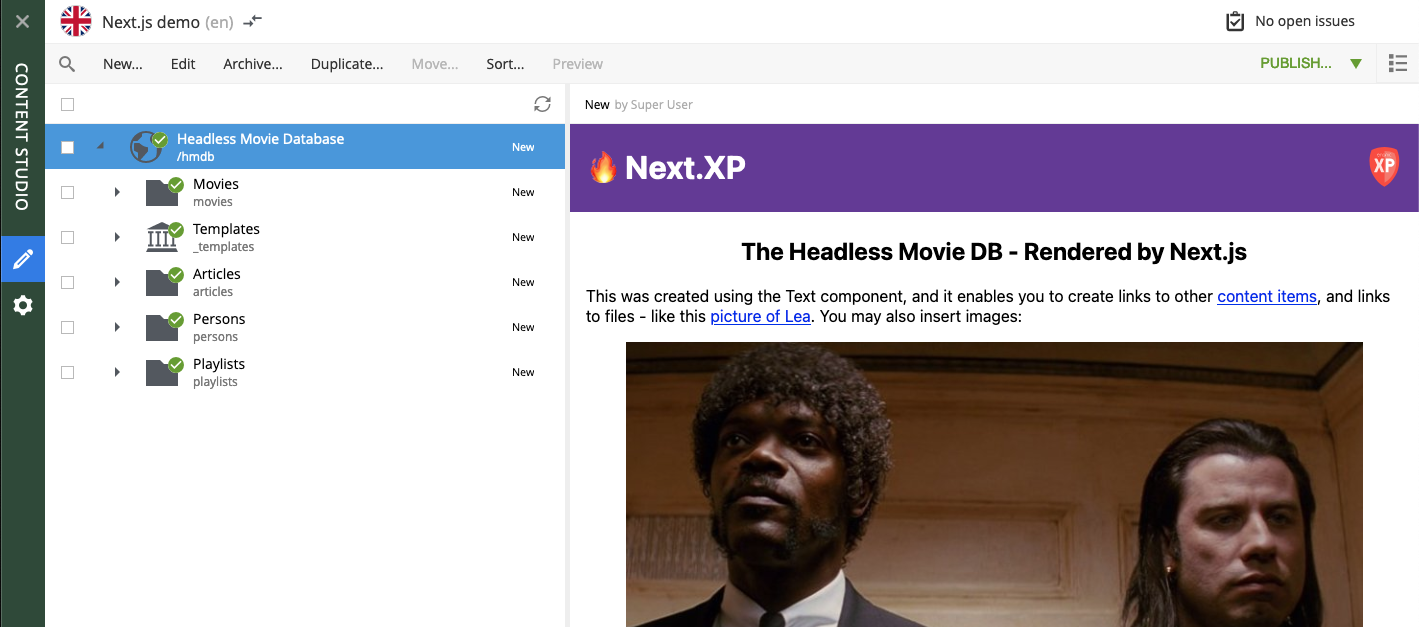 Next.js demo (en)
No open issues
CONTENT STUDIO
New...
Edit
Archive...
Duplicate...
Move...
Sort...
Preview
PUBLISH...
Headless Movie Database
/hmdb
New
Movies
movies
New
Templates
_templates
New
Articles
articles
New
Persons
persons
New
Playlists
playlists
New
New by Super User
🔥 Next.XP
XP
The Headless Movie DB - Rendered by Next.js
This was created using the Text component, and it enables you to create links to other content items, and links
to files - like this picture of Lea. You may also insert images: